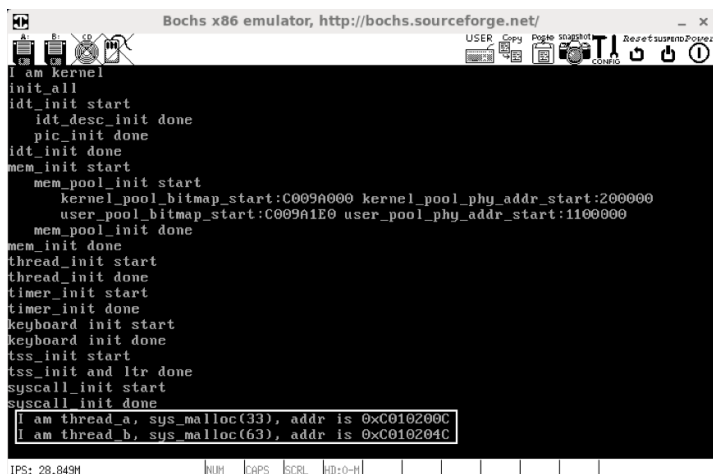 Bochs x86 emulator, http://bochs.sourceforge.net/
A: B: CD USER Copy Paste snapshot CONFIG Reset SUSPEND Power
I am kernel
init_all
idt_init start
idt_desc_init done
pic_init done
idt_init done
mem_init start
mem_pool_init start
kernel_pool_bitmap_start:C009A000 kernel_pool_phy_addr_start:200000
user_pool_bitmap_start:C009A1E0 user_pool_phy_addr_start:1100000
mem_pool_init done
mem_init done
thread_init start
thread_init done
timer_init start
timer_init done
keyboard init start
keyboard init done
tss_init start
tss_init and ltr done
syscall_init start
syscall_init done
I am thread_a, sys_malloc(33), addr is 0xC010200C
I am thread_b, sys_malloc(63), addr is 0xC010204C
IPS: 28.849M NUM CAPS SCRL HD:0-M